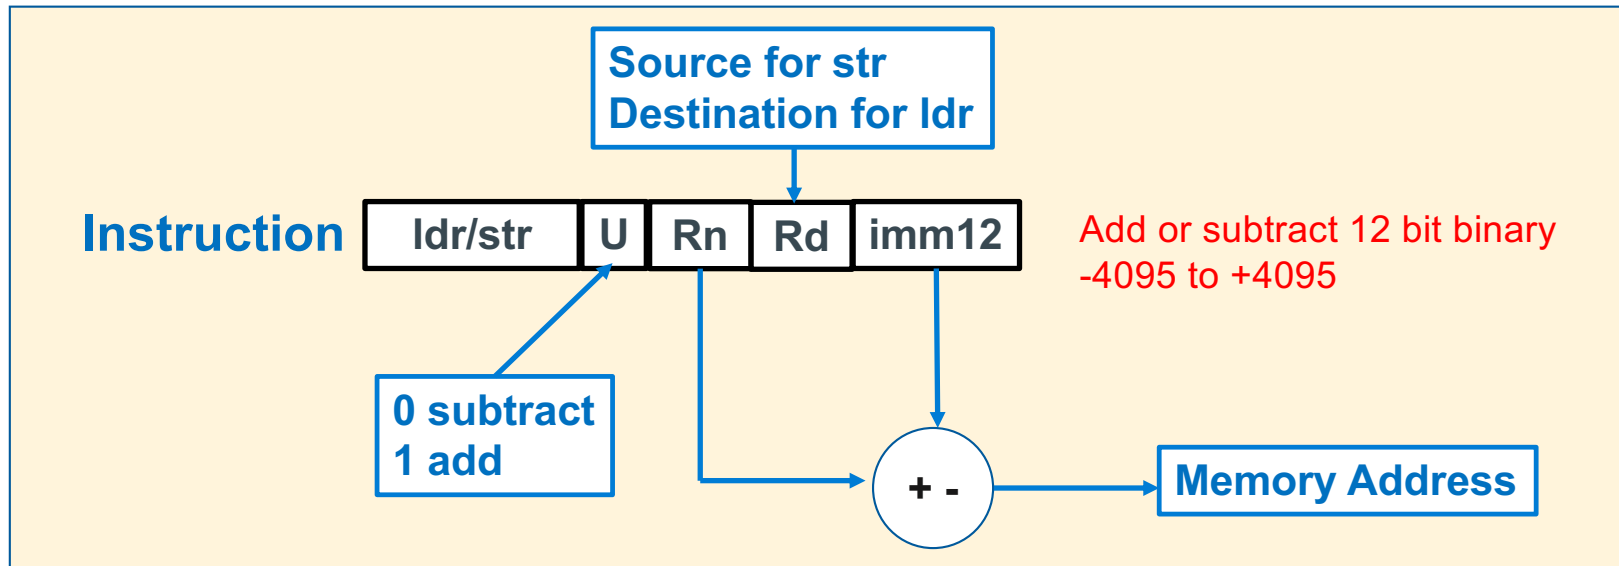 Source for str
Destination for ldr
Instruction
ldr/str
U
Rn
Rd
imm12
Add or subtract 12 bit binary
-4095 to +4095
0 subtract
1 add
+ -
Memory Address